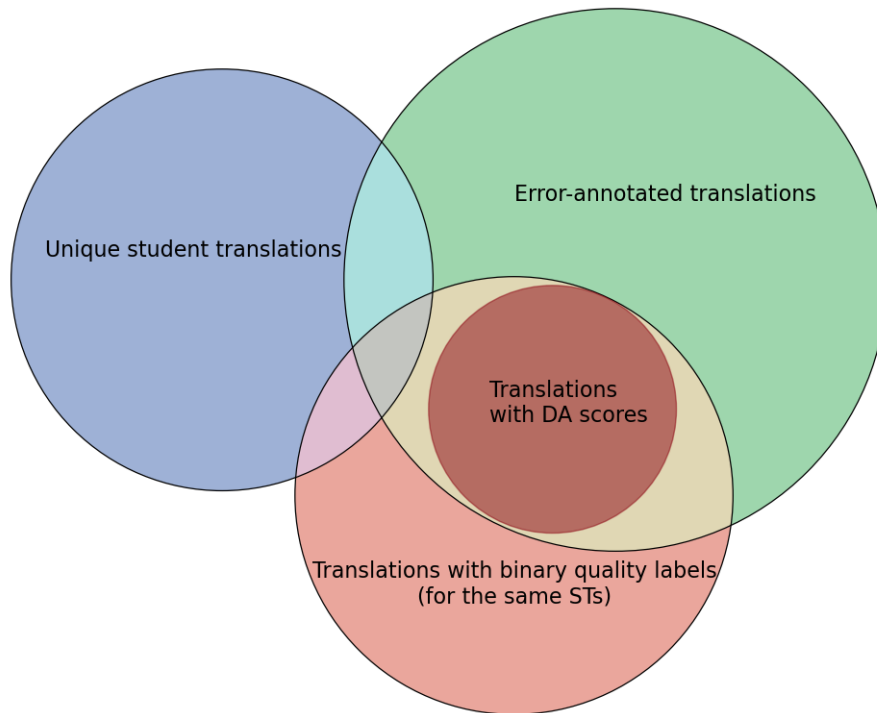 Error-annotated translations
Unique student translations
Translations
with DA scores
Translations with binary quality labels
(for the same STs)